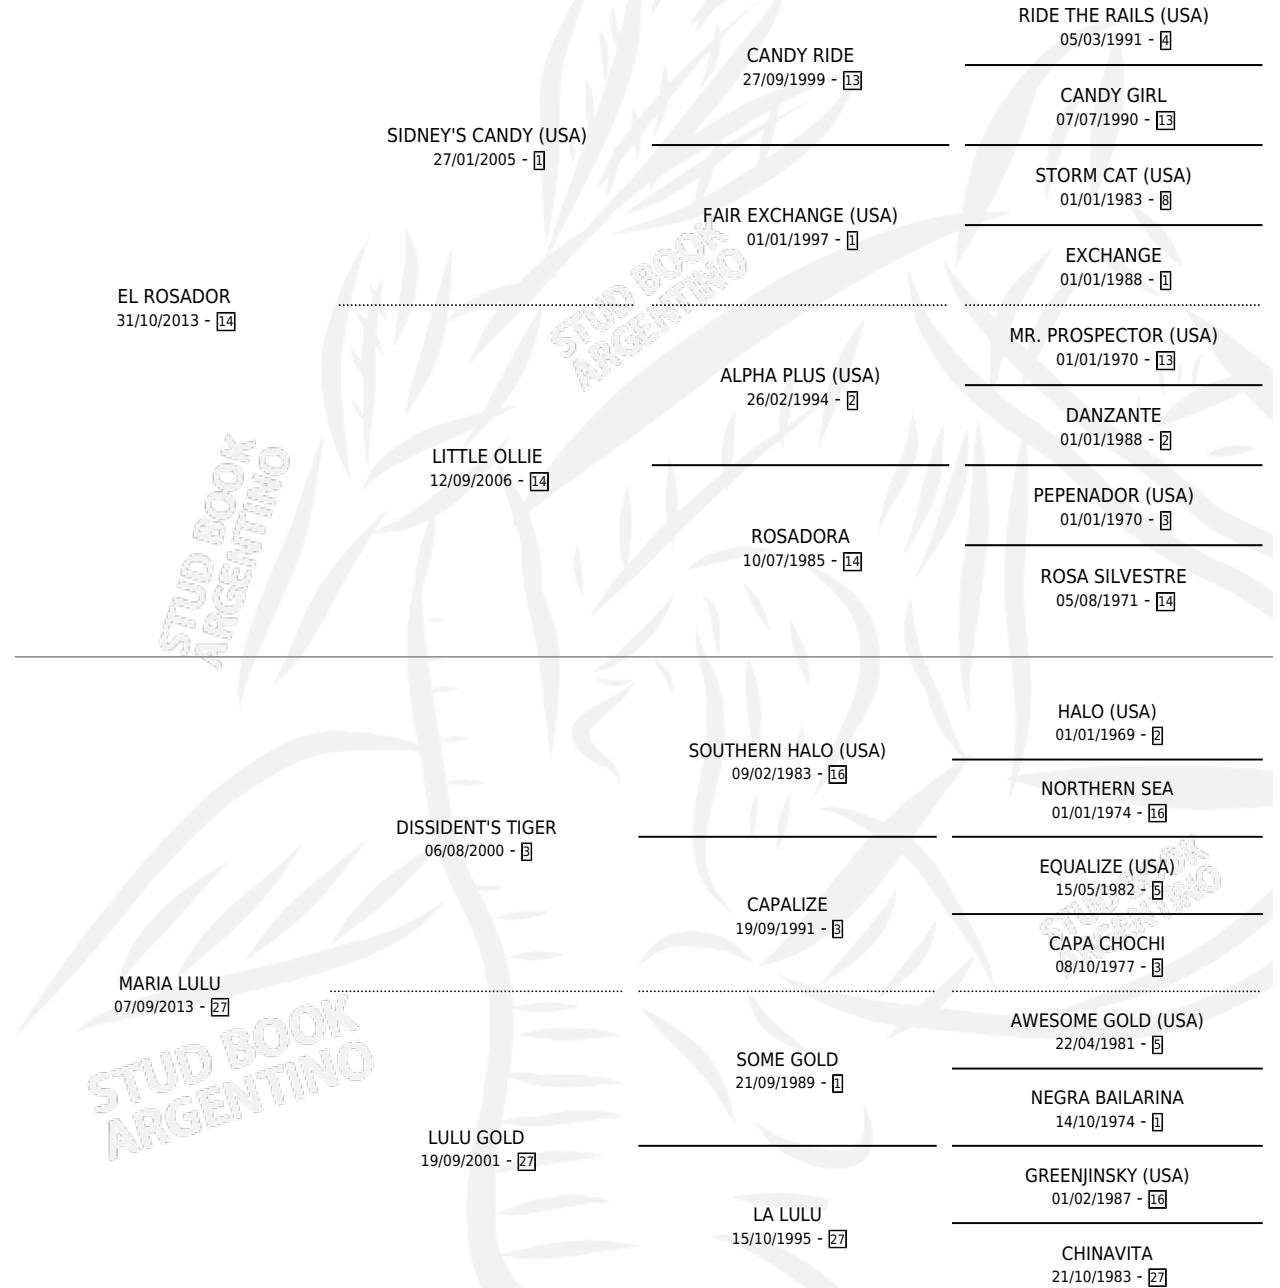 RIDE THE RAILS (USA)
05/03/1991 - 4
CANDY RIDE
27/09/1999 - 13
CANDY GIRL
07/07/1990 - 13
SIDNEY'S CANDY (USA)
27/01/2005 - 1
STORM CAT (USA)
01/01/1983 - 8
FAIR EXCHANGE (USA)
01/01/1997 - 1
EXCHANGE
01/01/1988 - 1
EL ROSADOR
31/10/2013 - 14
STUD BOOK
ARGENTINO
MR. PROSPECTOR (USA)
01/01/1970 - 13
ALPHA PLUS (USA)
26/02/1994 - 2
DANZANTE
01/01/1988 - 2
LITTLE OLLIE
12/09/2006 - 14
PEPENADOR (USA)
01/01/1970 - 3
ROSADORA
10/07/1985 - 14
ROSA SILVESTRE
05/08/1971 - 14
STUD BOOK
ARGENTINO
HALO (USA)
01/01/1969 - 2
SOUTHERN HALO (USA)
09/02/1983 - 16
NORTHERN SEA
01/01/1974 - 16
DISSIDENT'S TIGER
06/08/2000 - 3
EQUALIZE (USA)
15/05/1982 - 5
CAPALIZE
19/09/1991 - 3
STUD BOOK
ARGENTINO
CAPA CHOCHI
08/10/1977 - 3
MARIA LULU
07/09/2013 - 27
AWESOME GOLD (USA)
22/04/1981 - 5
SOME GOLD
21/09/1989 - 1
NEGRA BAILARINA
14/10/1974 - 1
STUD BOOK
ARGENTINO
LULU GOLD
19/09/2001 - 27
GREENJINSKY (USA)
01/02/1987 - 16
LA LULU
15/10/1995 - 27
CHINAVITA
21/10/1983 - 27